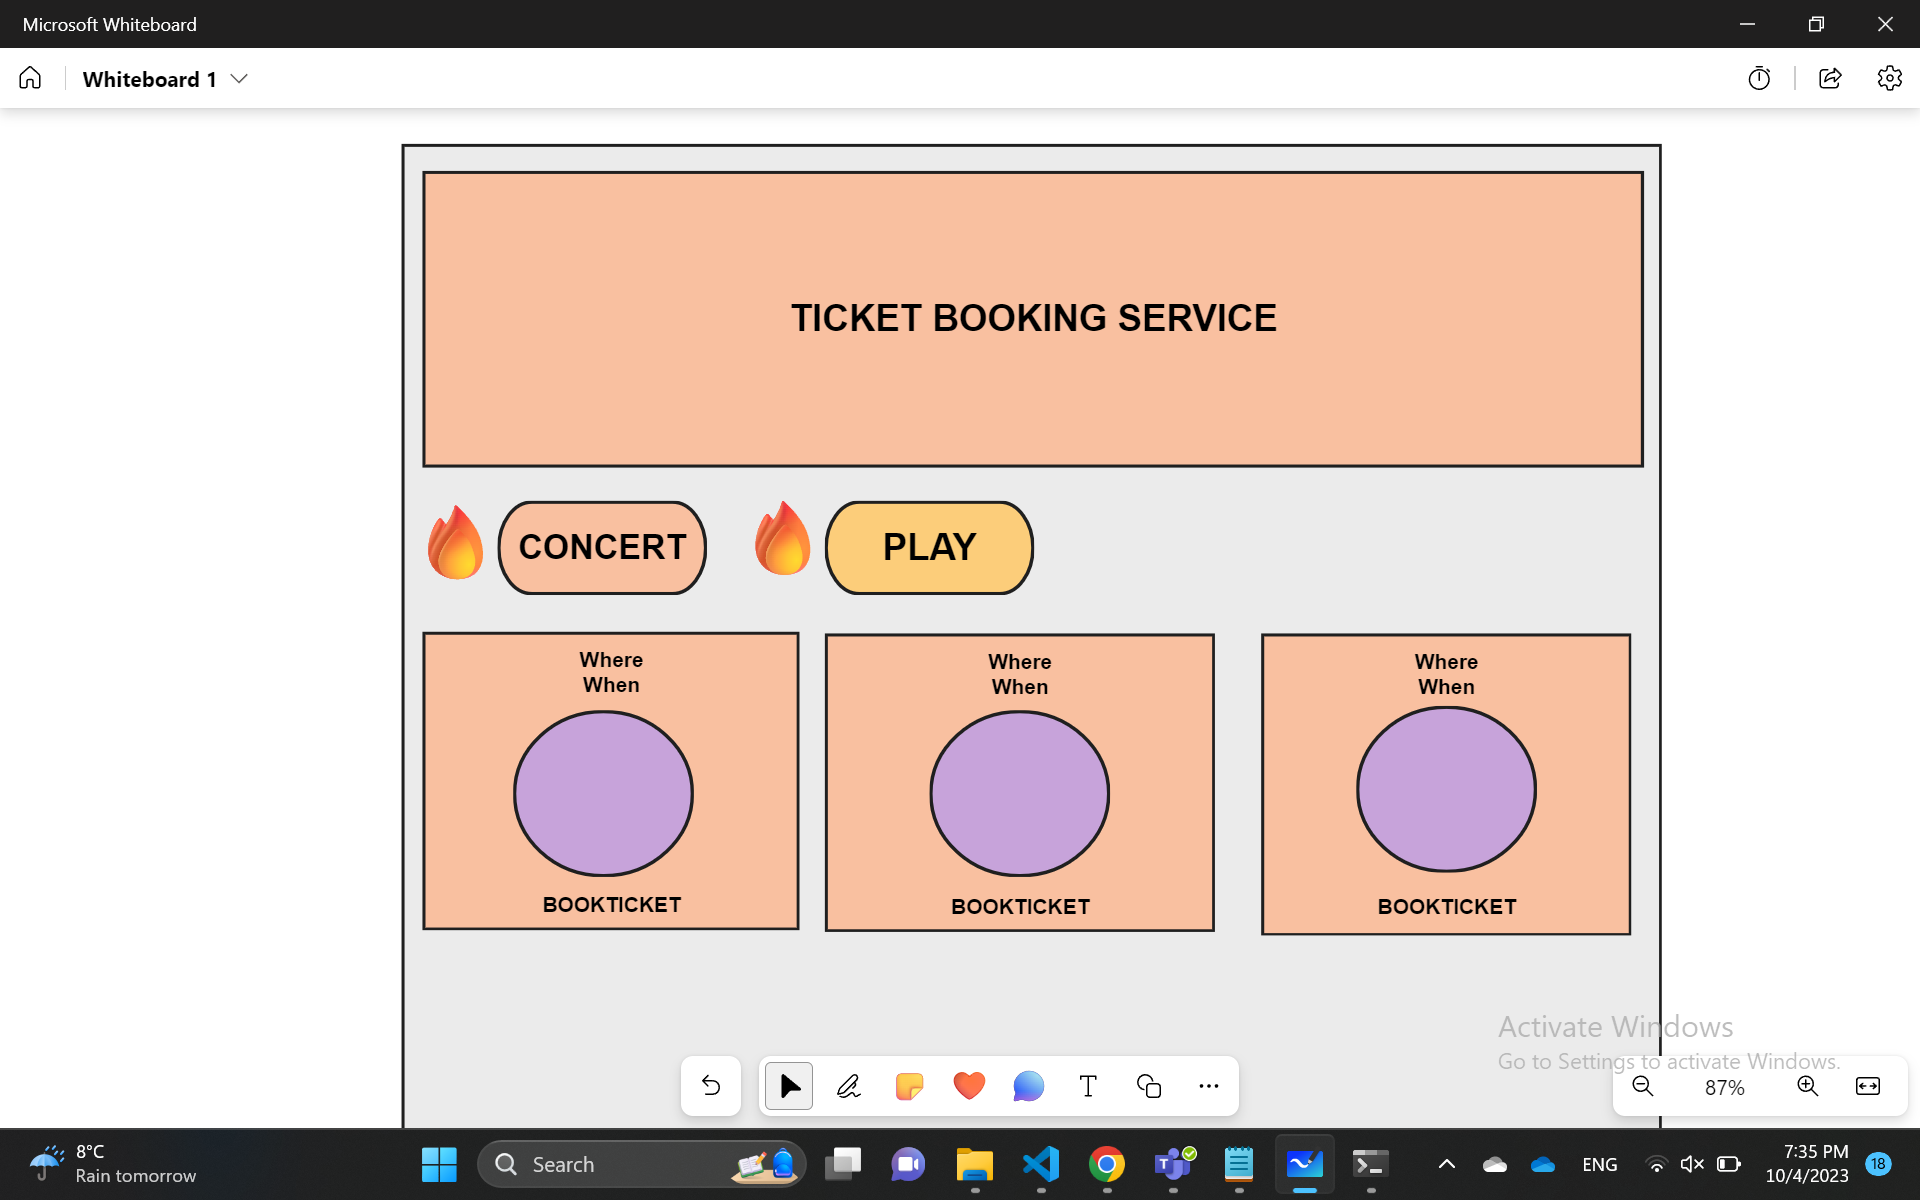 Microsoft Whiteboard
Whiteboard 1
TICKET BOOKING SERVICE
CONCERT
PLAY
Where
When
BOOKTICKET
Where
When
BOOKTICKET
Where
When
BOOKTICKET
Activate Windows
Go to Settings to activate Windows.
T
87%
8°C
Rain tomorrow
Search
T
ENG
7:35 PM
10/4/2023
18